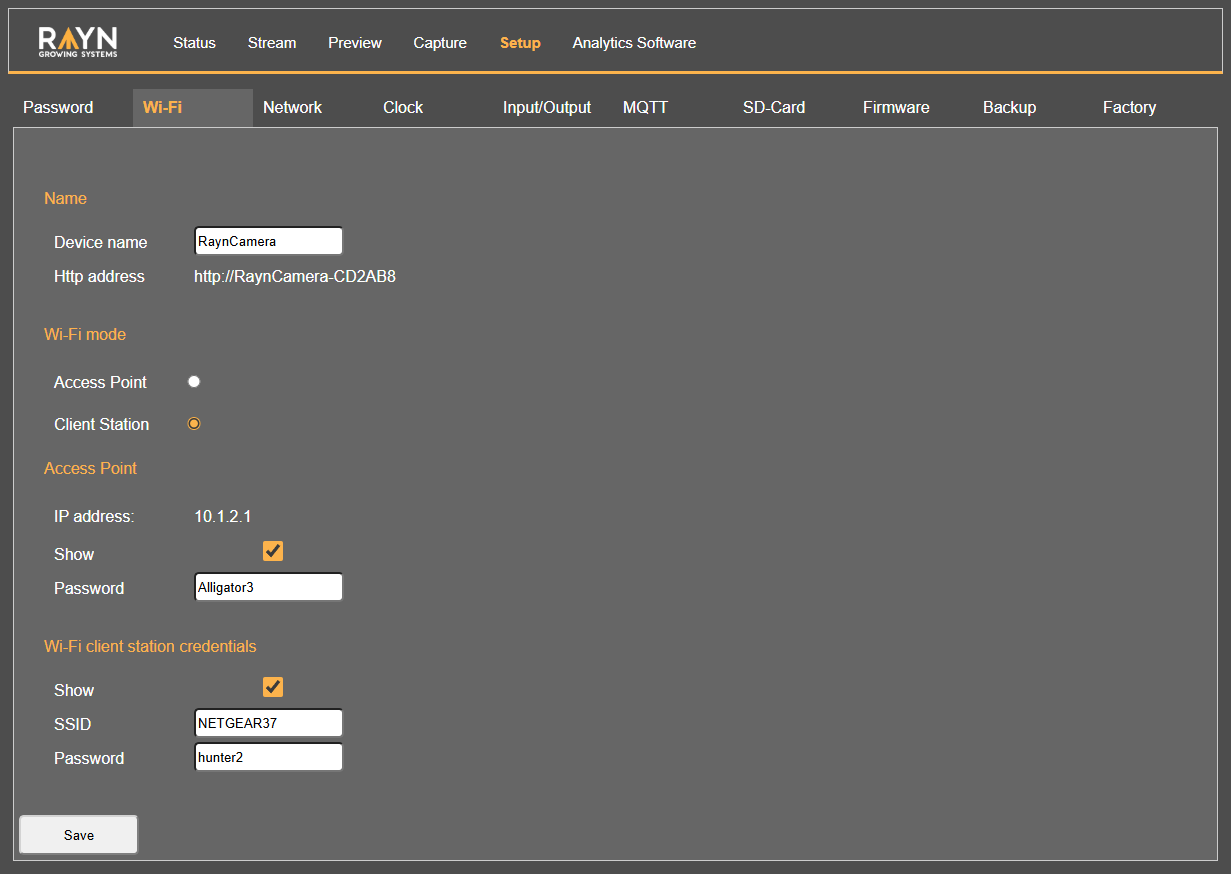 RAYN
GROWING SYSTEMS
Status Stream Preview Capture Setup Analytics Software
Password Wi-Fi Network Clock Input/Output MQTT SD-Card Firmware Backup Factory
Name
Device name RaynCamera
Http address http://RaynCamera-CD2AB8
Wi-Fi mode
Access Point
Client Station
Access Point
IP address: 10.1.2.1
Show
Password Alligator3
Wi-Fi client station credentials
Show
SSID NETGEAR37
Password hunter2
Save